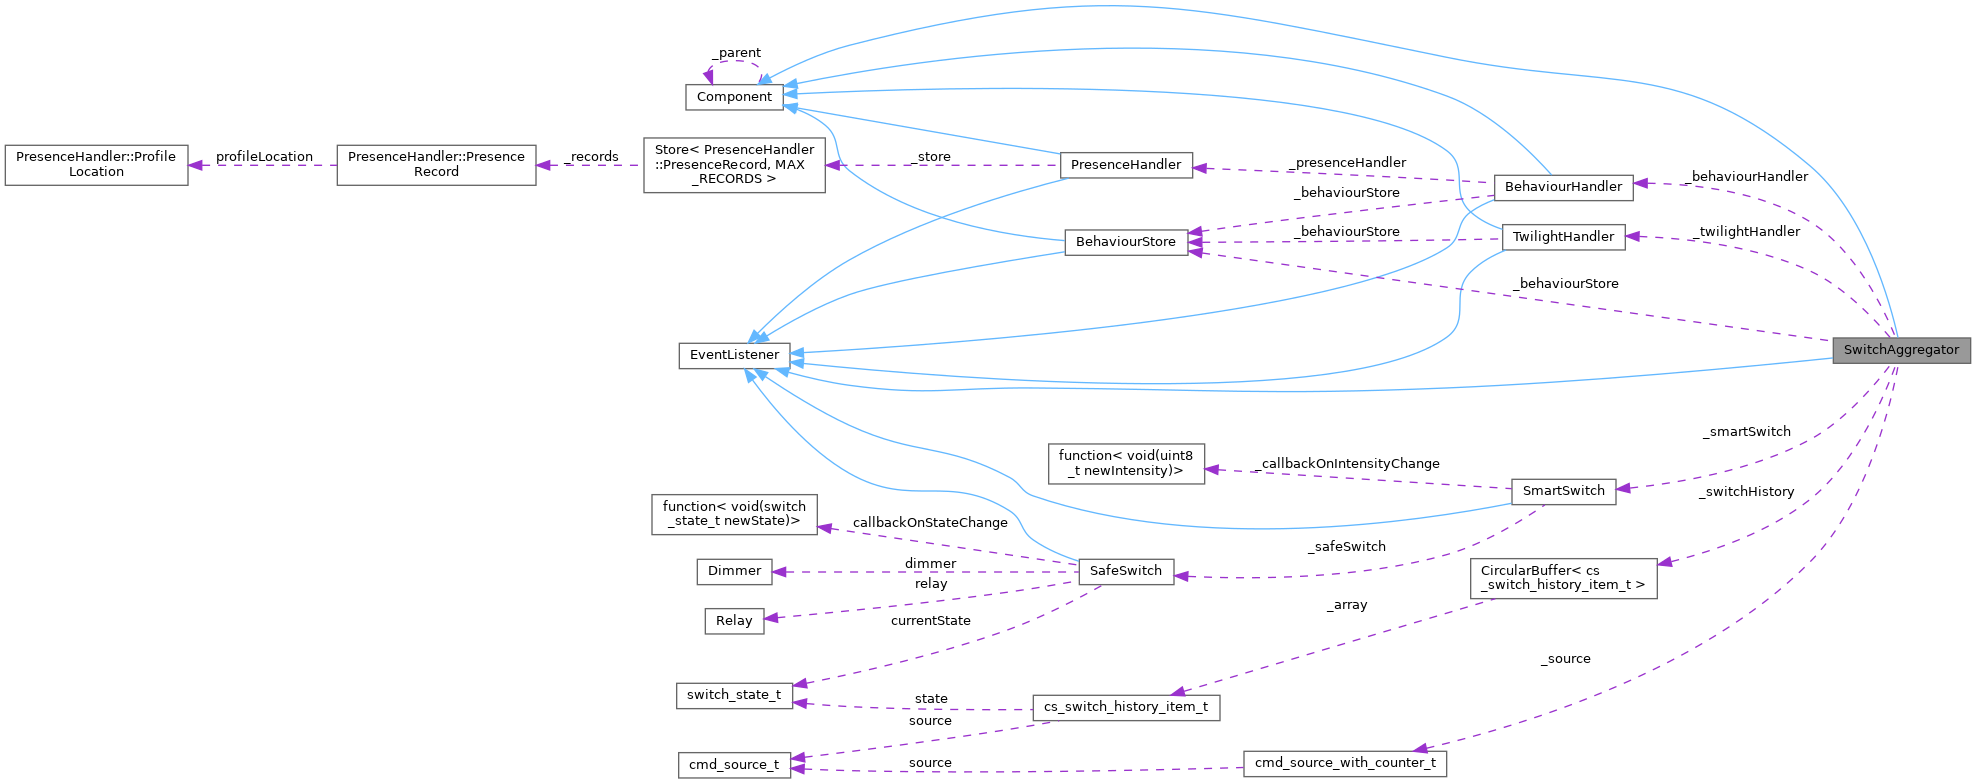 _parent
Component
PresenceHandler::Profile
Location
profileLocation
PresenceHandler::Presence
Record
_records
Store< PresenceHandler
::PresenceRecord, MAX
_RECORDS >
_store
PresenceHandler
_presenceHandler
BehaviourHandler
_behaviourHandler
_behaviourStore
BehaviourStore
_behaviourStore
TwilightHandler
_twilightHandler
_behaviourStore
EventListener
SwitchAggregator
_smartSwitch
function< void(uint8
_t newIntensity)>
_callbackOnIntensityChange
SmartSwitch
_switchHistory
function< void(switch
_state_t newState)>
callbackOnStateChange
_safeSwitch
Dimmer
dimmer
SafeSwitch
CircularBuffer< cs
_switch_history_item_t >
relay
Relay
currentState
_array
_source
switch_state_t
state
cs_switch_history_item_t
source
cmd_source_t
source
cmd_source_with_counter_t